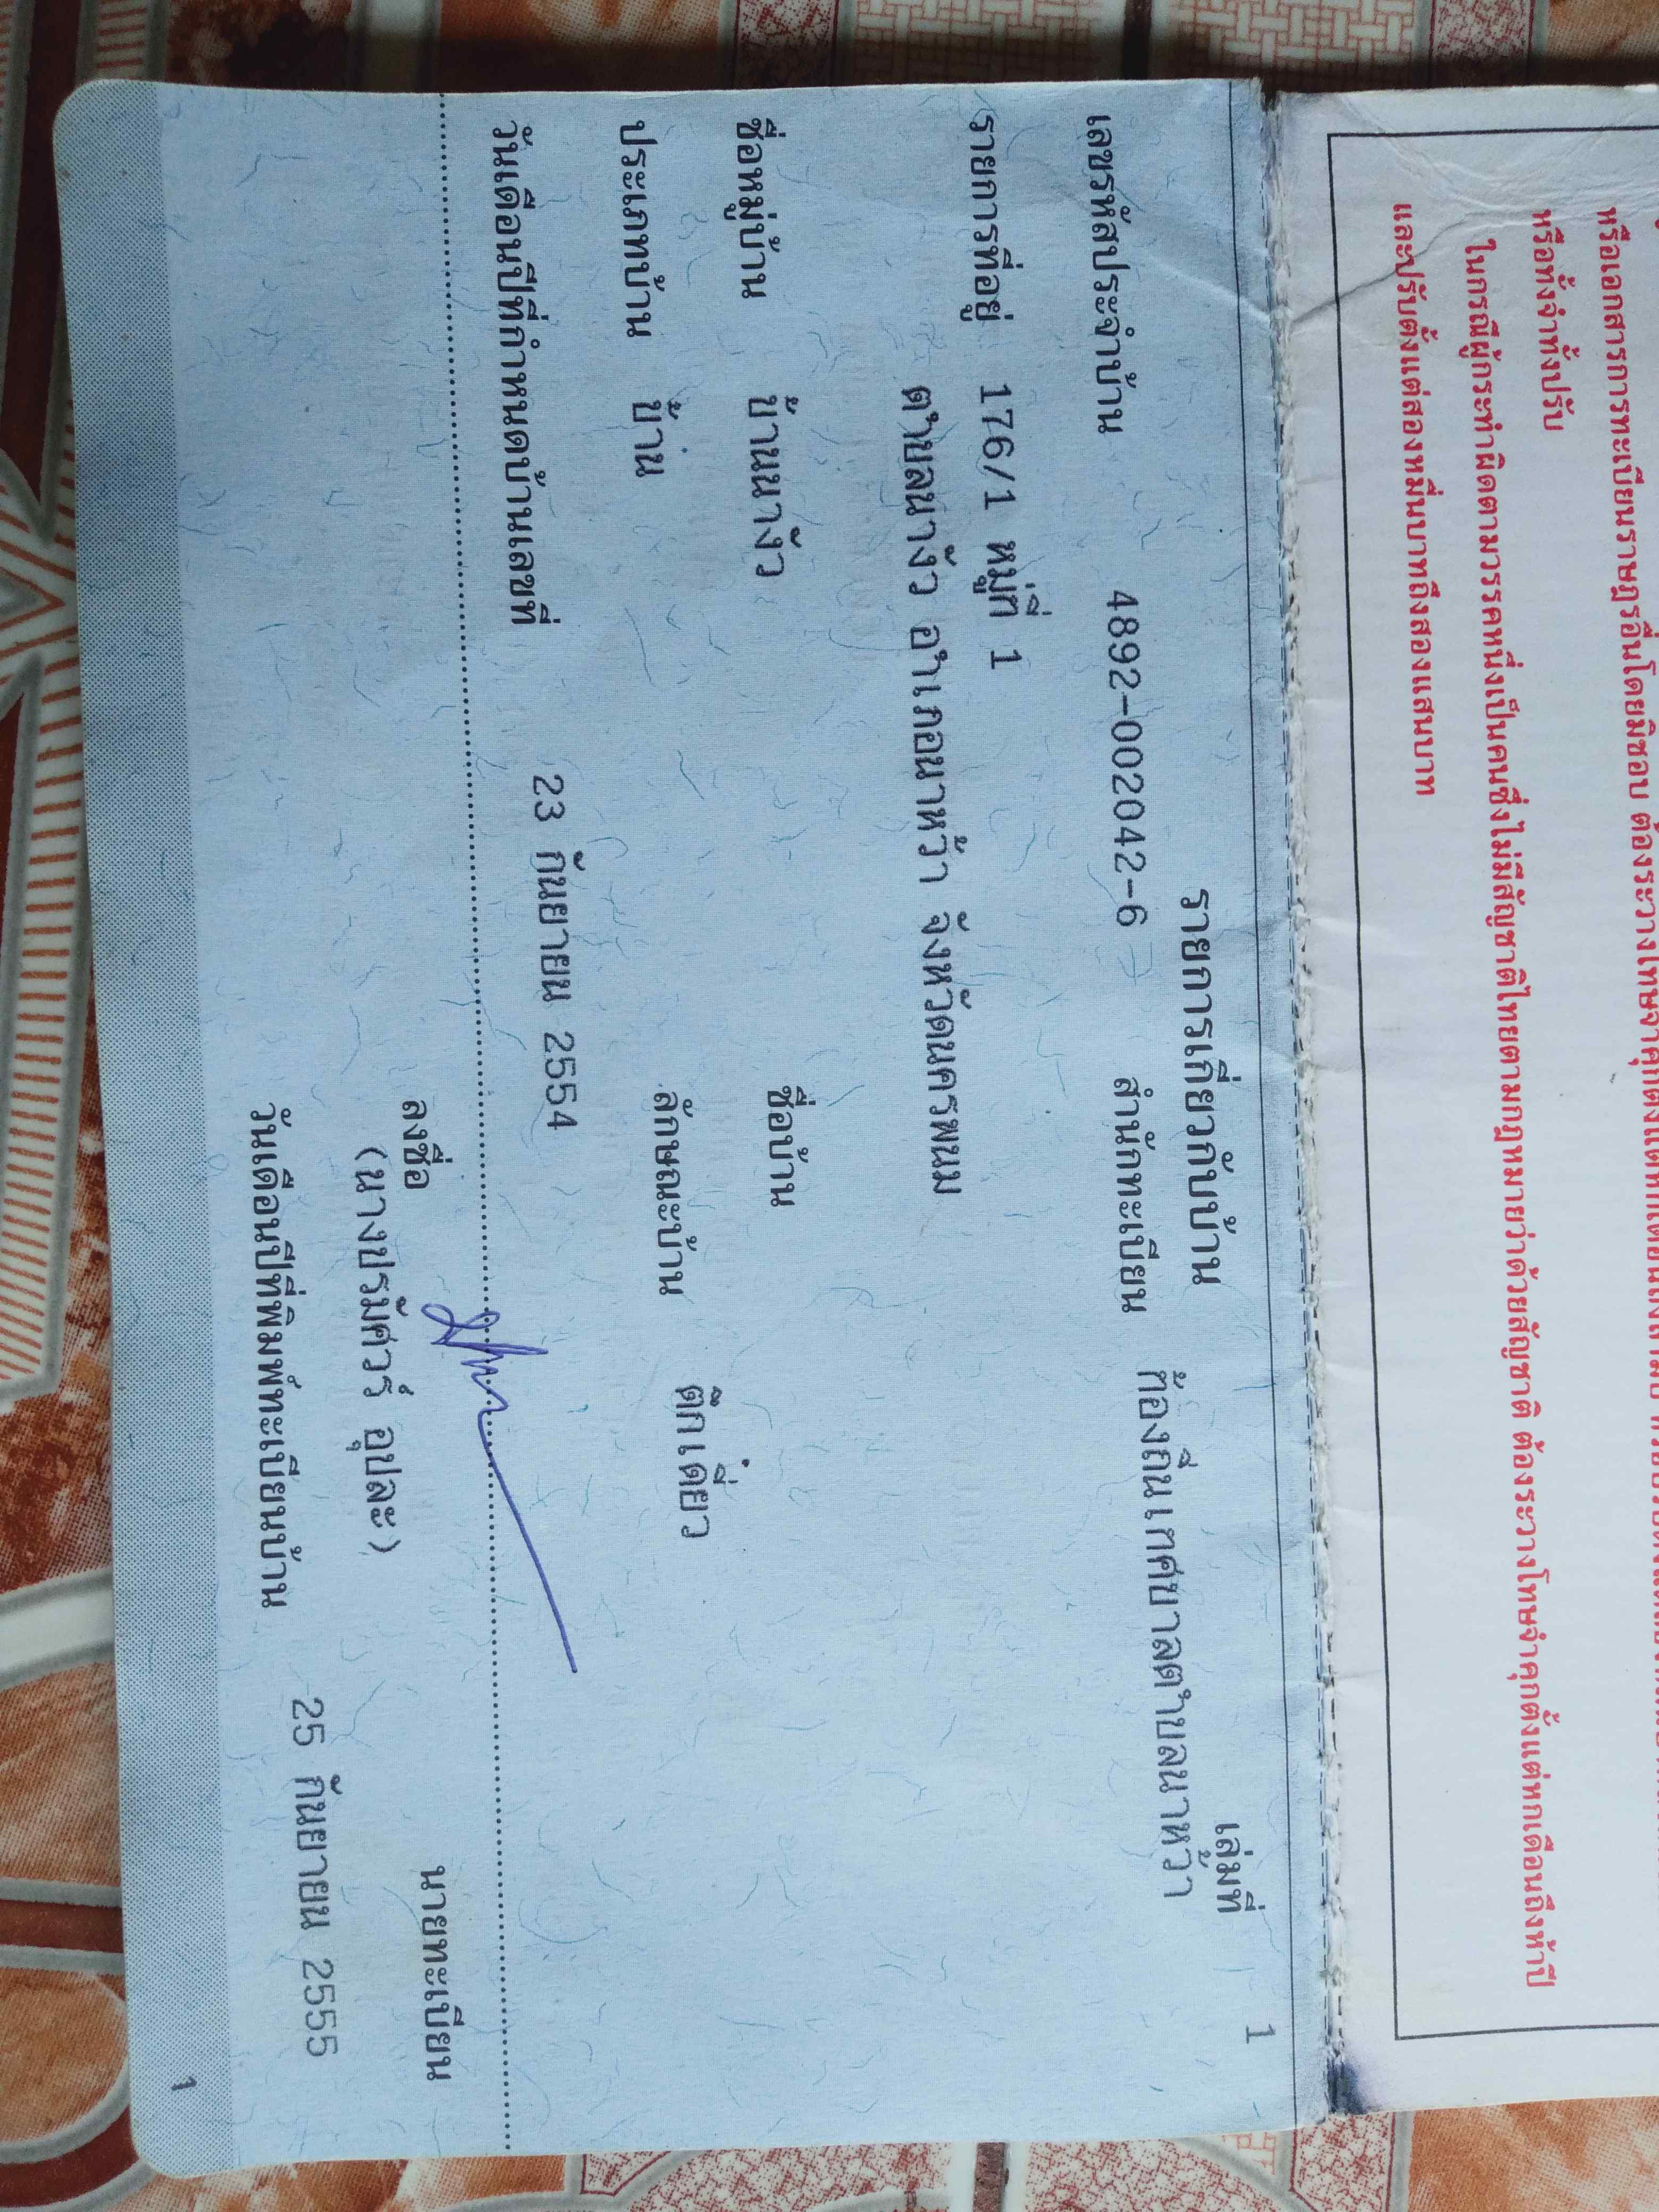 หรือเอกสารการทะเบียนราษฎรอื่นโดยมิชอบ ต้องระวางโทษจำคุกตั้งแต่หกเดือนถึงสามปี
หรือทั้งจำทั้งปรับ
ในกรณีผู้กระทำผิดตามวรรคหนึ่งเป็นคนซึ่งไม่มีสัญชาติไทยตามกฎหมายว่าด้วยสัญชาติ ต้องระวางโทษจำคุกตั้งแต่หกเดือนถึงห้าปี
และปรับตั้งแต่สองหมื่นบาทถึงสองแสนบาท
รายการเกี่ยวกับบ้าน เล่มที่ 1
เลขรหัสประจำบ้าน 4892-002042-6 สำนักทะเบียน ท้องถิ่นเทศบาลตำบลนาหว้า
รายการที่อยู่ 176/1 หมู่ที่ 1
ตำบลนางัว อำเภอนาหว้า จังหวัดนครพนม
ชื่อหมู่บ้าน บ้านนางัว ชื่อบ้าน
ประเภทบ้าน บ้าน ลักษณะบ้าน ตึกเดี่ยว
วันเดือนปีที่กำหนดบ้านเลขที่ 23 กันยายน 2554
ลงชื่อ นายทะเบียน
(นางปรัมศวร์ อุปละ)
วันเดือนปีที่พิมพ์ทะเบียนบ้าน 25 กันยายน 2555
1